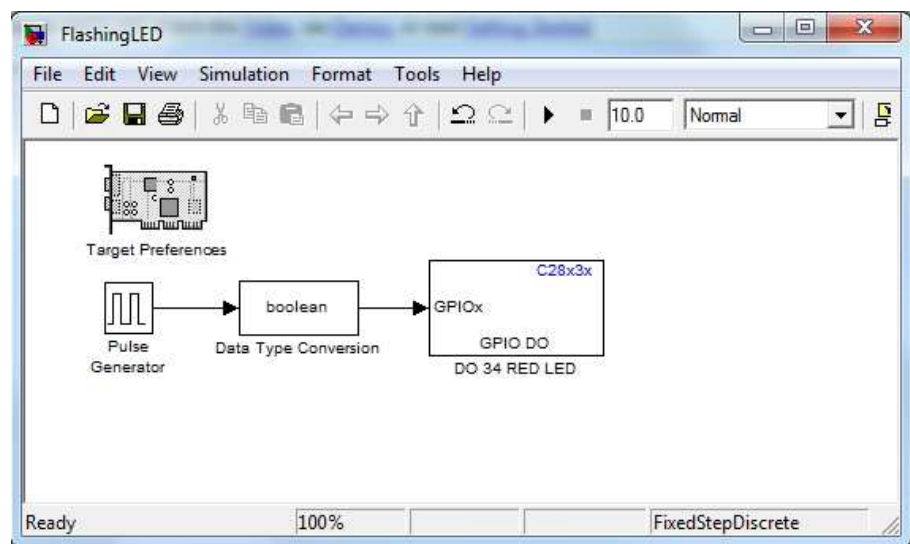 FlashingLED
File Edit View Simulation Format Tools Help
10.0 Normal
Target Preferences
C28x3x
boolean
GPIOx
GPIO DO
Pulse
Generator
Data Type Conversion
DO 34 RED LED
Ready 100% FixedStepDiscrete